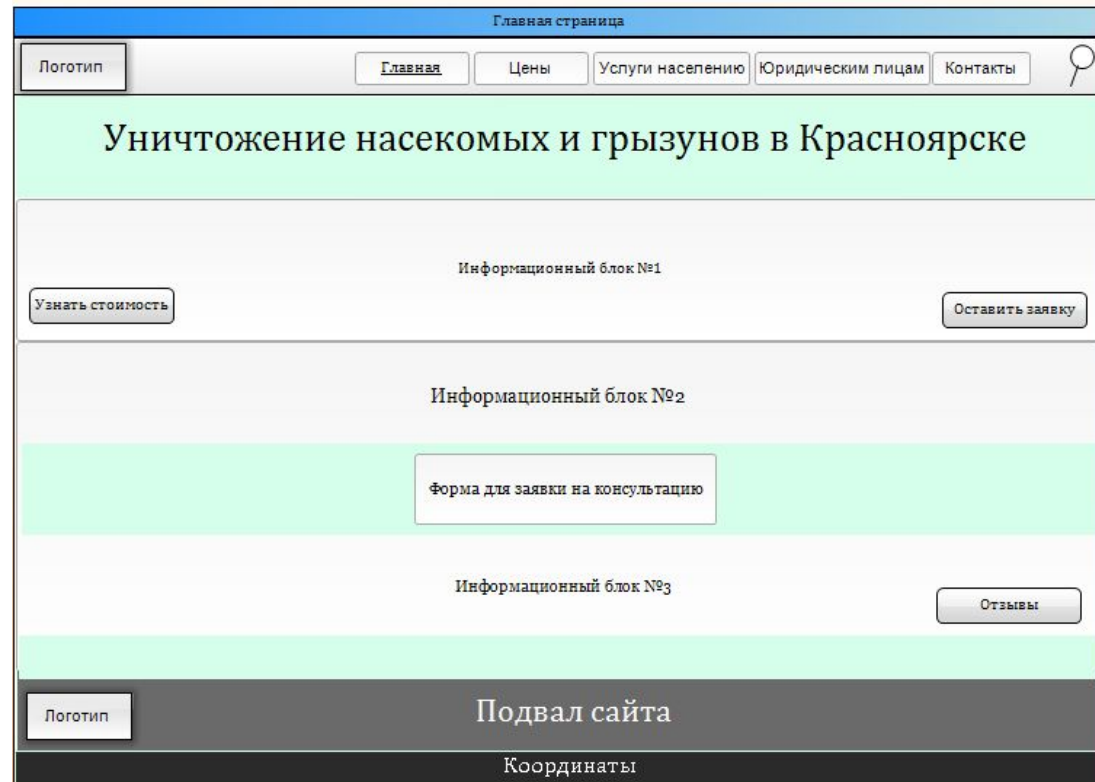 Главная страница
Логотип
Главная
Цены
Услуги населению
Юридическим лицам
Контакты
Уничтожение насекомых и грызунов в Красноярске
Информационный блок №1
Узнать стоимость
Оставить заявку
Информационный блок №2
Форма для заявки на консультацию
Информационный блок №3
Отзывы
Логотип
Подвал сайта
Координаты